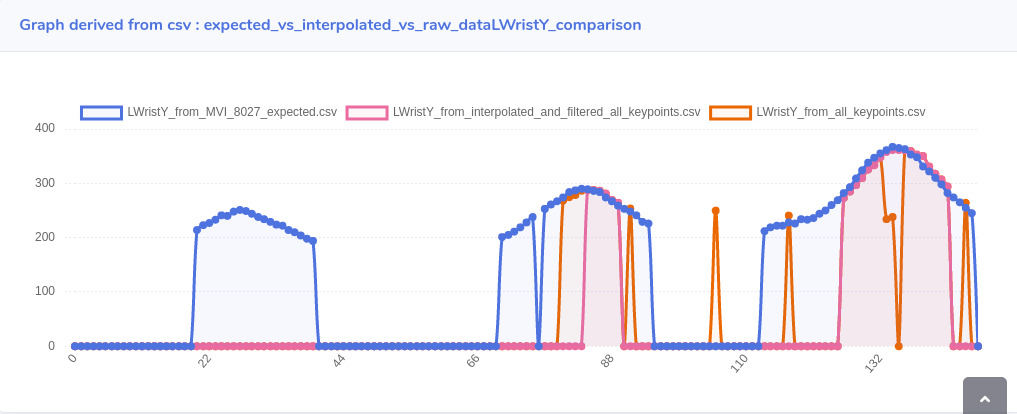 Graph derived from csv : expected_vs_interpolated_vs_raw_dataLWristY_comparison
LWristY_from_MVI_8027_expected.csv LWristY_from_interpolated_and_filtered_all_keypoints.csv LWristY_from_all_keypoints.csv
400
300
200
100
0
0 22 44 66 88 110 132